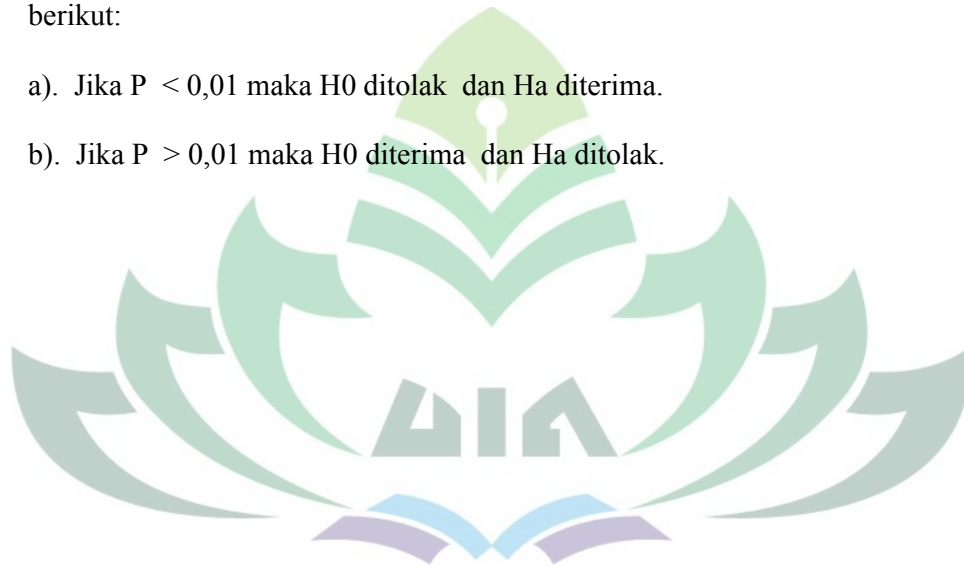 berikut:
a). Jika P < 0,01 maka H0 ditolak dan Ha diterima.
b). Jika P > 0,01 maka H0 diterima dan Ha ditolak.
UIN